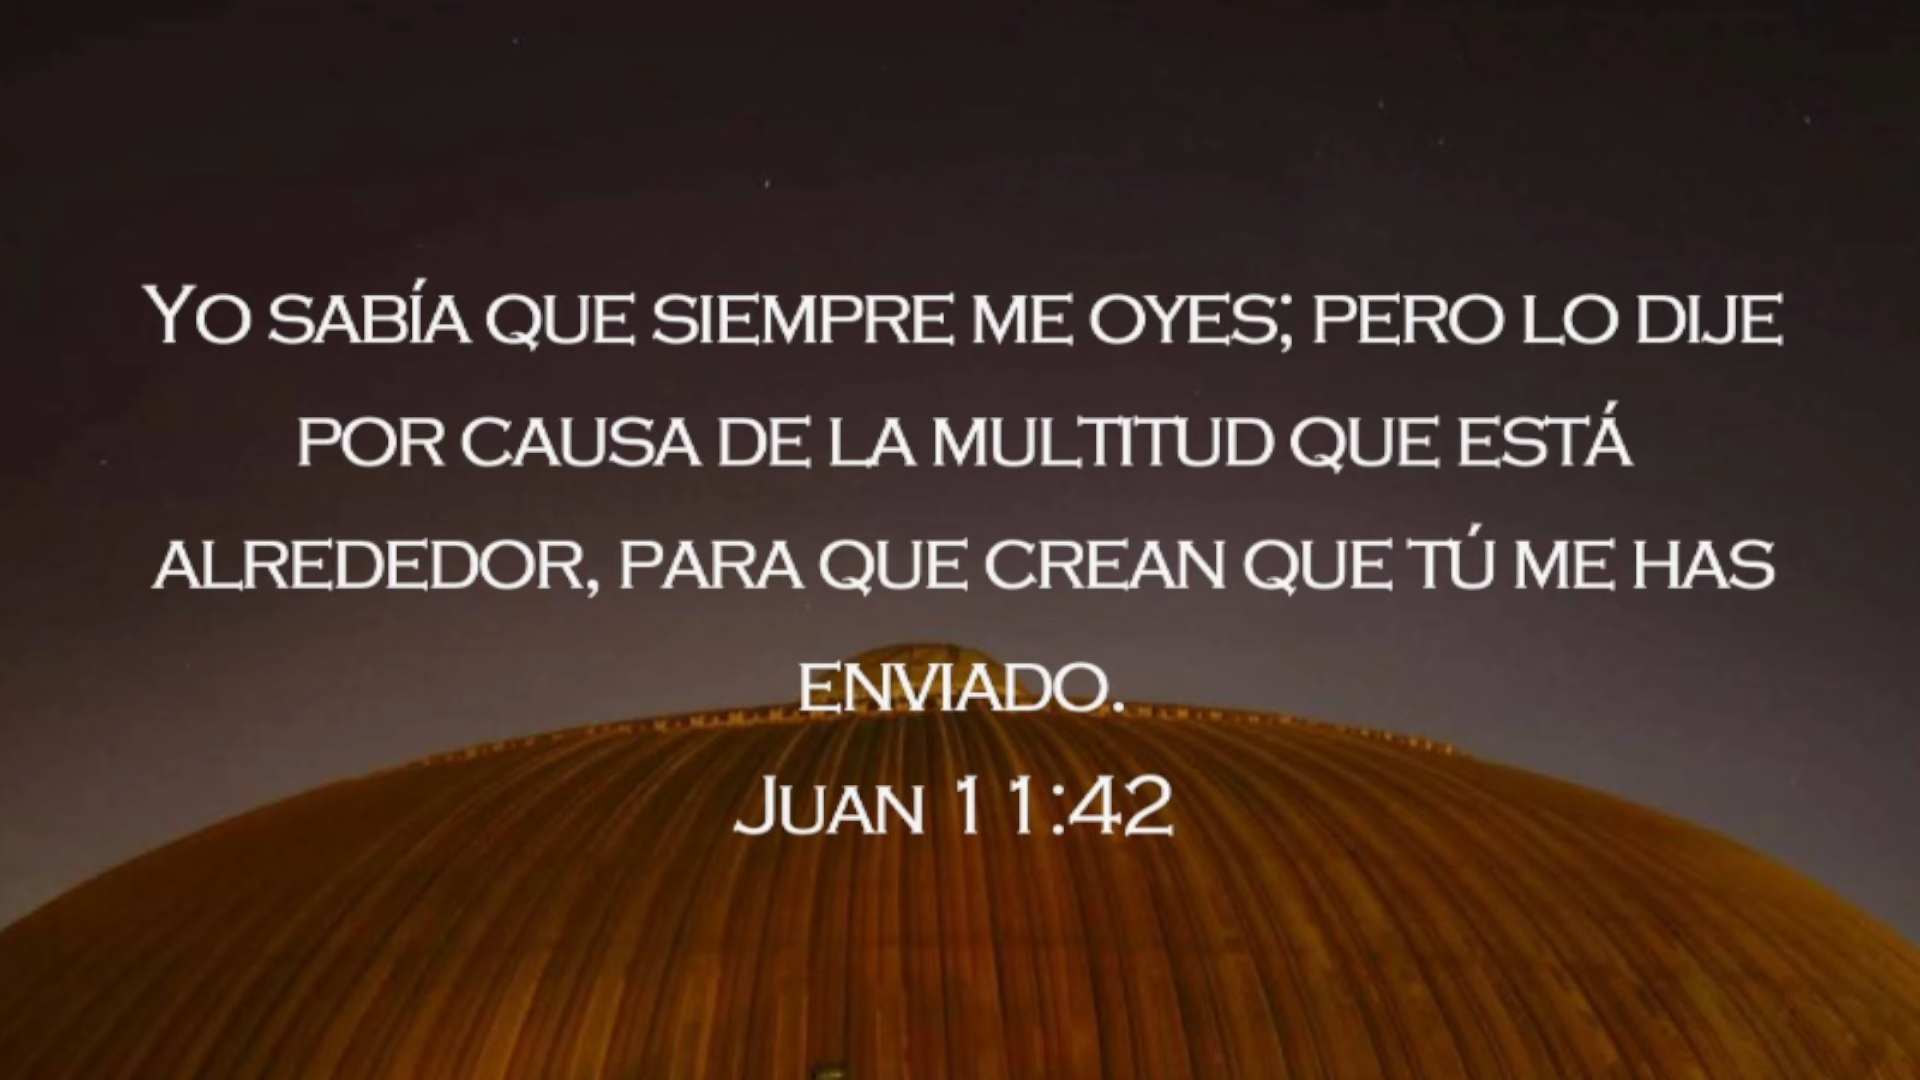 Yo sabía que siempre me oyes; pero lo dije
por causa de la multitud que está
alrededor, para que crean que tú me has
enviado.
Juan 11:42